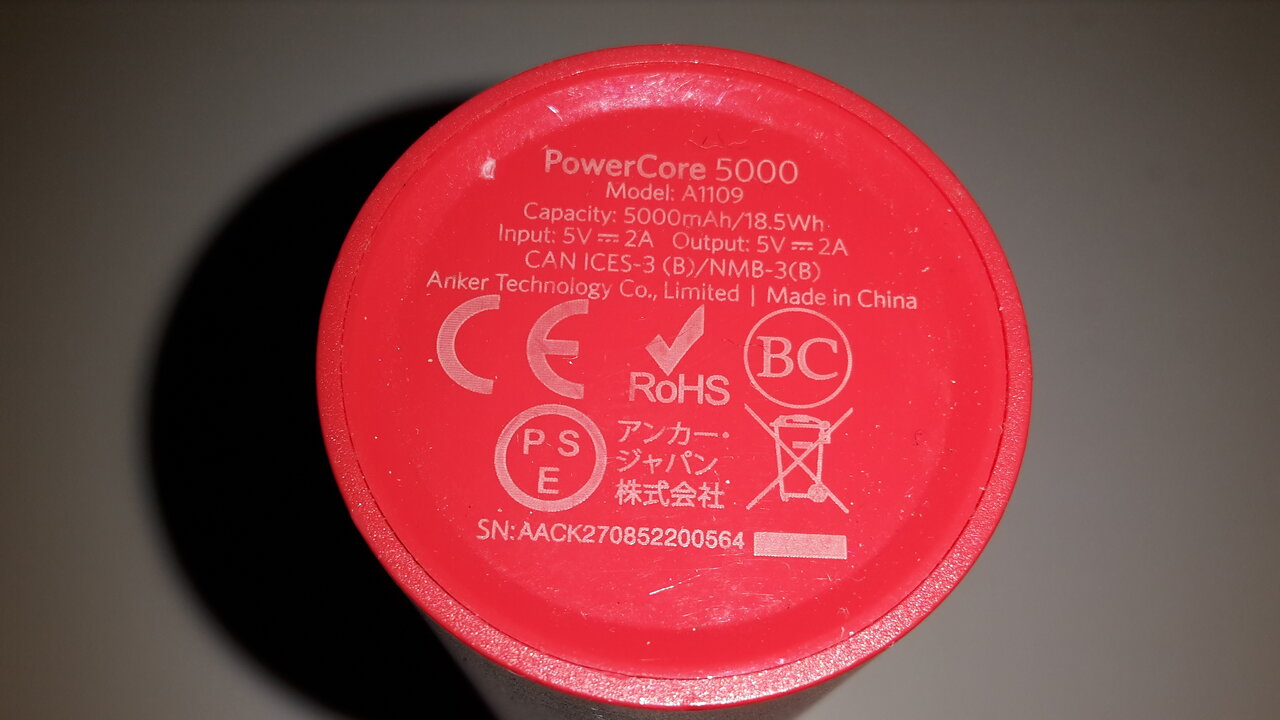 PowerCore 5000
Model: A1109
Capacity: 5000mAh/18.5Wh
Input: 5V ⎓ 2A Output: 5V ⎓ 2A
CAN ICES-3 (B)/NMB-3(B)
Anker Technology Co., Limited | Made in China
CE RoHS BC
PSE
アンカー・
ジャパン
株式会社
SN: AACK270852200564